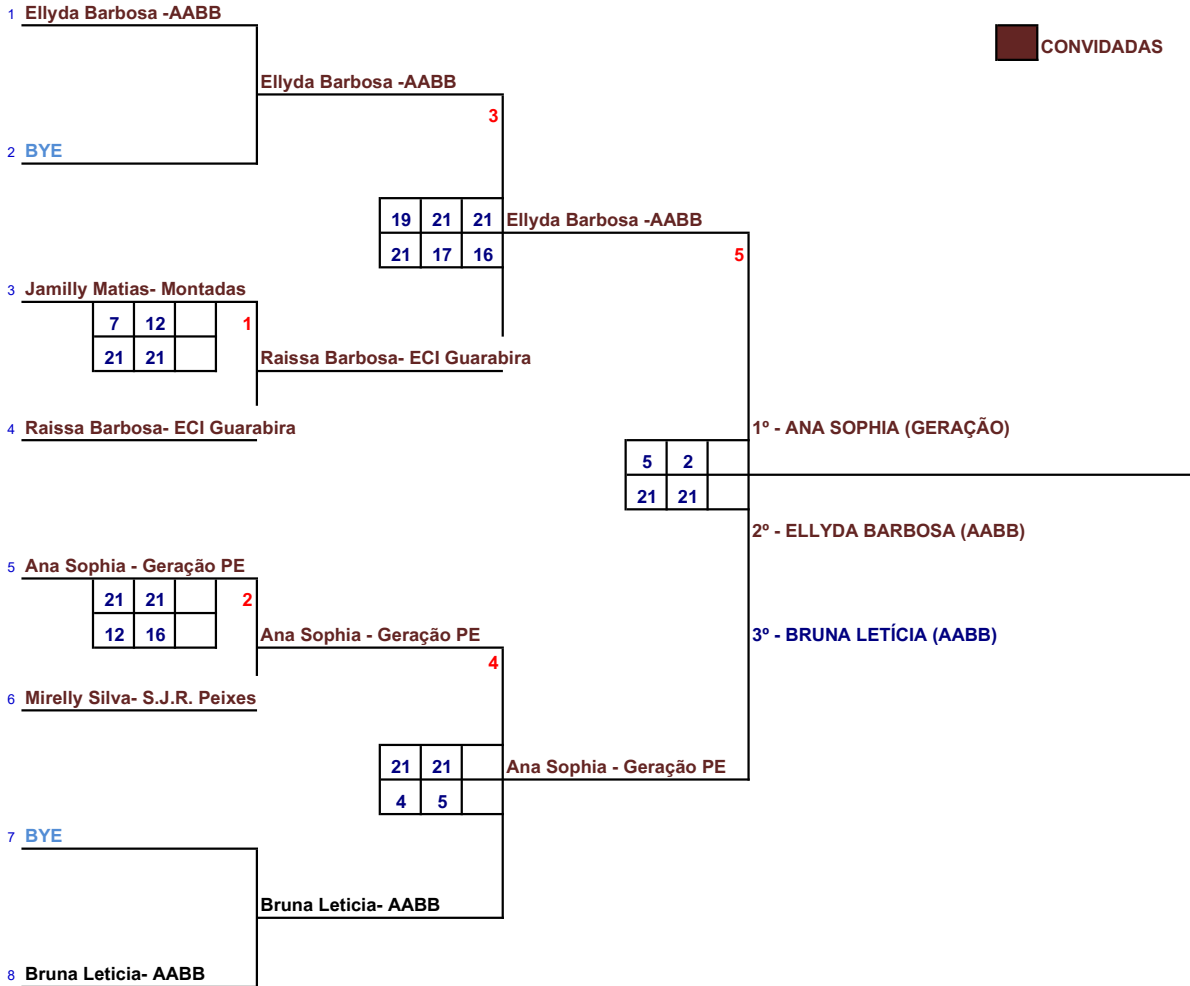 1 Ellyda Barbosa -AABB
CONVIDADAS
Ellyda Barbosa -AABB
3
2 BYE
19 21 21 Ellyda Barbosa -AABB
21 17 16 5
3 Jamilly Matias- Montadas
7 12 1
21 21 Raissa Barbosa- ECI Guarabira
4 Raissa Barbosa- ECI Guarabira
1º - ANA SOPHIA (GERAÇÃO)
5 2
21 21
2º - ELLYDA BARBOSA (AABB)
5 Ana Sophia - Geração PE
21 21 2
12 16 Ana Sophia - Geração PE
3º - BRUNA LETÍCIA (AABB)
4
6 Mirelly Silva- S.J.R. Peixes
21 21 Ana Sophia - Geração PE
4 5
7 BYE
Bruna Leticia- AABB
8 Bruna Leticia- AABB